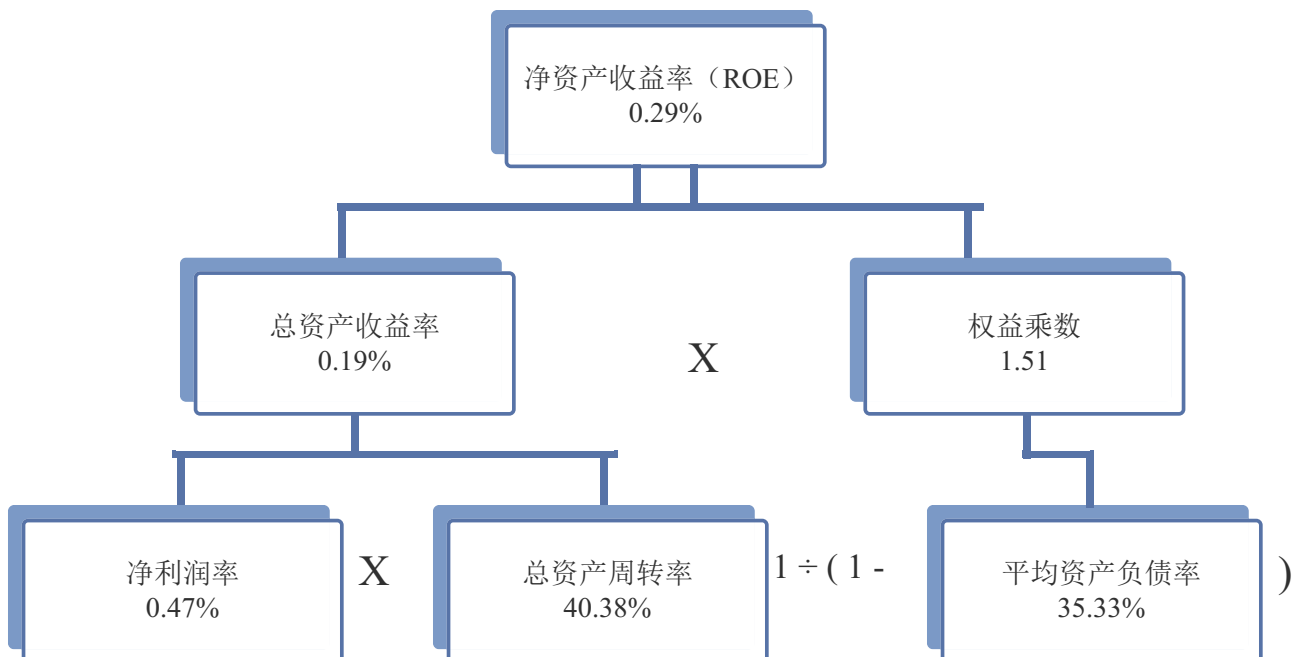 净资产收益率（ROE）
0.29%
总资产收益率
0.19%
X
权益乘数
1.51
净利润率
0.47%
X
总资产周转率
40.38%
1 ÷ ( 1 -
平均资产负债率
35.33%
)